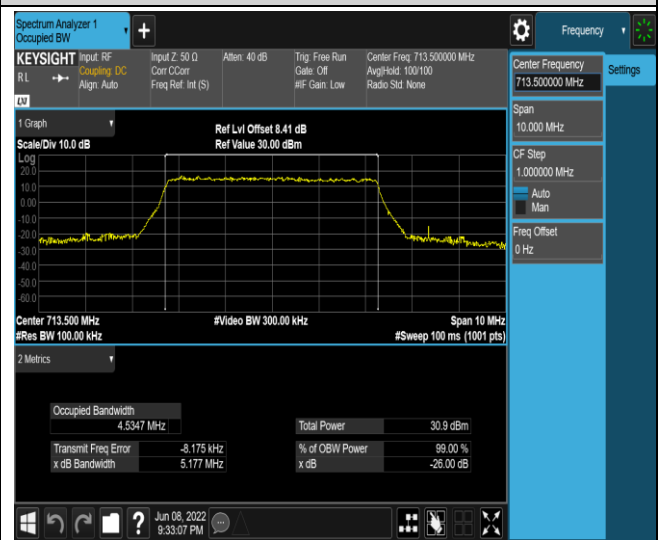 Spectrum Analyzer 1
Occupied BW
Frequency
KEYSIGHT Input: RF Input Z: 50 Ω Atten: 40 dB Trig: Free Run Center Freq: 713.500000 MHz
RL Coupling: DC Corr CCorr Gate: Off Avg|Hold: 100/100
Align: Auto Freq Ref: Int (S) #IF Gain: Low Radio Std: None
LXI
1 Graph
Ref Lvl Offset 8.41 dB
Scale/Div 10.0 dB Ref Value 30.00 dBm
Log
20.0
10.0
0.00
-10.0
-20.0
-30.0
-40.0
-50.0
-60.0
Center 713.500 MHz #Video BW 300.00 kHz Span 10 MHz
#Res BW 100.00 kHz #Sweep 100 ms (1001 pts)
2 Metrics
Occupied Bandwidth
4.5347 MHz Total Power 30.9 dBm
Transmit Freq Error -8.175 kHz % of OBW Power 99.00 %
x dB Bandwidth 5.177 MHz x dB -26.00 dB
Jun 08, 2022
9:33:07 PM
Center Frequency
713.500000 MHz
Settings
Span
10.000 MHz
CF Step
1.000000 MHz
Auto
Man
Freq Offset
0 Hz